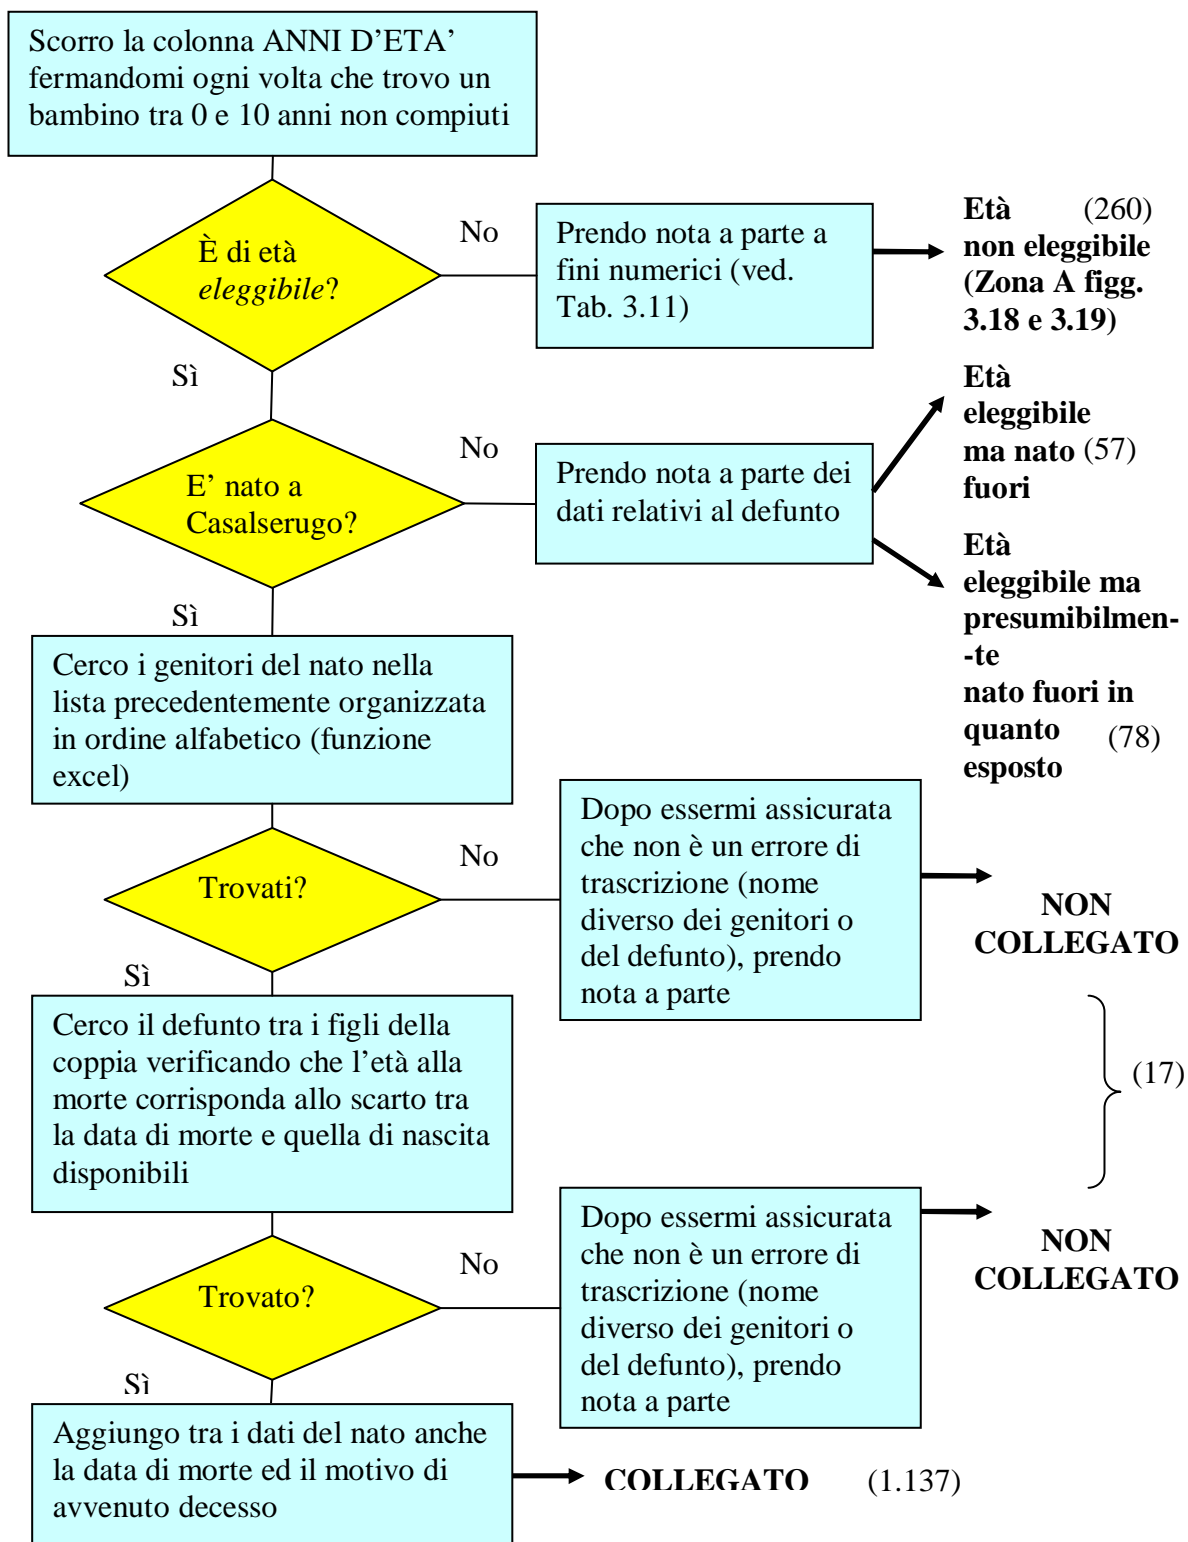 Scorro la colonna ANNI D’ETA’
fermandomi ogni volta che trovo un
bambino tra 0 e 10 anni non compiuti
È di età
eleggibile?
No
Prendo nota a parte a
fini numerici (ved.
Tab. 3.11)
Età (260)
non eleggibile
(Zona A figg.
3.18 e 3.19)
Sì
E’ nato a
Casalserugo?
No
Prendo nota a parte dei
dati relativi al defunto
Età
eleggibile
ma nato (57)
fuori
Età
eleggibile ma
presumibilmen-
-te
nato fuori in
quanto (78)
esposto
Sì
Cerco i genitori del nato nella
lista precedentemente organizzata
in ordine alfabetico (funzione
excel)
Trovati?
No
Dopo essermi assicurata
che non è un errore di
trascrizione (nome
diverso dei genitori o
del defunto), prendo
nota a parte
NON
COLLEGATO
Sì
Cerco il defunto tra i figli della
coppia verificando che l’età alla
morte corrisponda allo scarto tra
la data di morte e quella di nascita
disponibili
(17)
Trovato?
No
Dopo essermi assicurata
che non è un errore di
trascrizione (nome
diverso dei genitori o
del defunto), prendo
nota a parte
NON
COLLEGATO
Sì
Aggiungo tra i dati del nato anche
la data di morte ed il motivo di
avvenuto decesso
COLLEGATO (1.137)